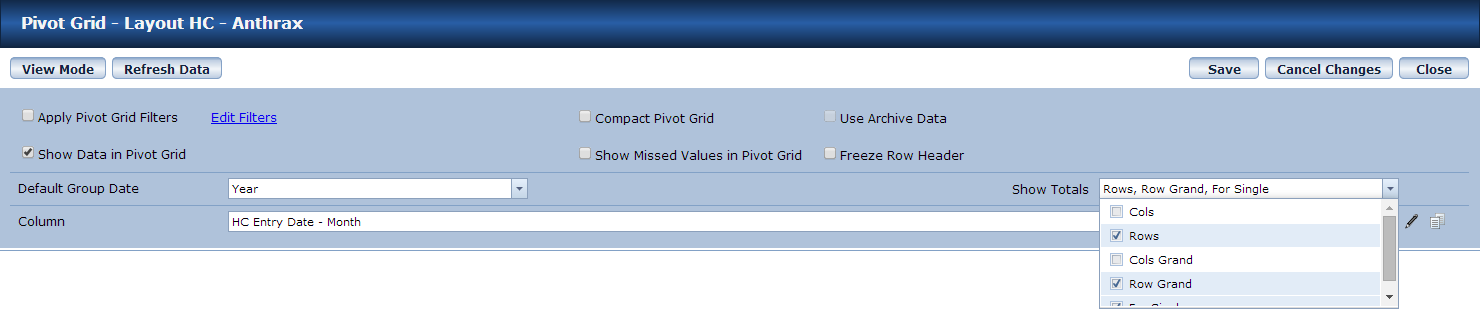 Pivot Grid - Layout HC - Anthrax
View Mode Refresh Data Save Cancel Changes Close
Apply Pivot Grid Filters Edit Filters Compact Pivot Grid Use Archive Data
Show Data in Pivot Grid Show Missed Values in Pivot Grid Freeze Row Header
Default Group Date Year Show Totals Rows, Row Grand, For Single
Cols
Column HC Entry Date - Month
Rows
Cols Grand
Row Grand